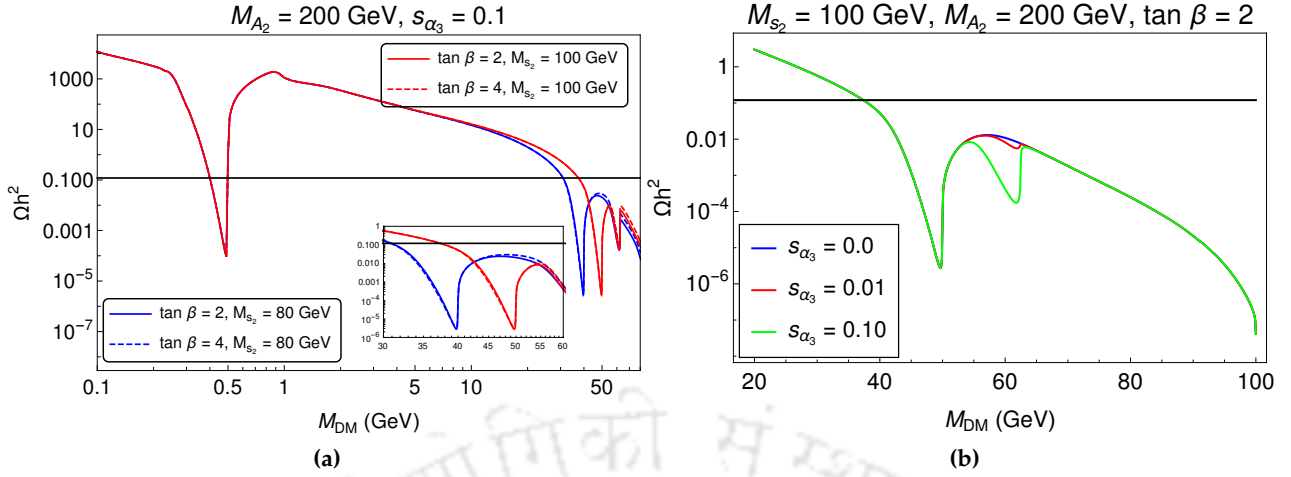 M_{A_2} = 200 GeV, s_{α_3} = 0.1
1000
10
0.100
0.001
10^{-5}
10^{-7}
Ωh^2
tan β = 2, M_{s_2} = 100 GeV
tan β = 4, M_{s_2} = 100 GeV
tan β = 2, M_{s_2} = 80 GeV
tan β = 4, M_{s_2} = 80 GeV
1
0.100
0.010
0.001
10^{-4}
10^{-5}
10^{-6}
30 35 40 45 50 55 60
0.1 0.5 1 5 10 50
M_{DM} (GeV)
(a)
M_{s_2} = 100 GeV, M_{A_2} = 200 GeV, tan β = 2
1
0.01
10^{-4}
10^{-6}
Ωh^2
s_{α_3} = 0.0
s_{α_3} = 0.01
s_{α_3} = 0.10
20 40 60 80 100
M_{DM} (GeV)
(b)